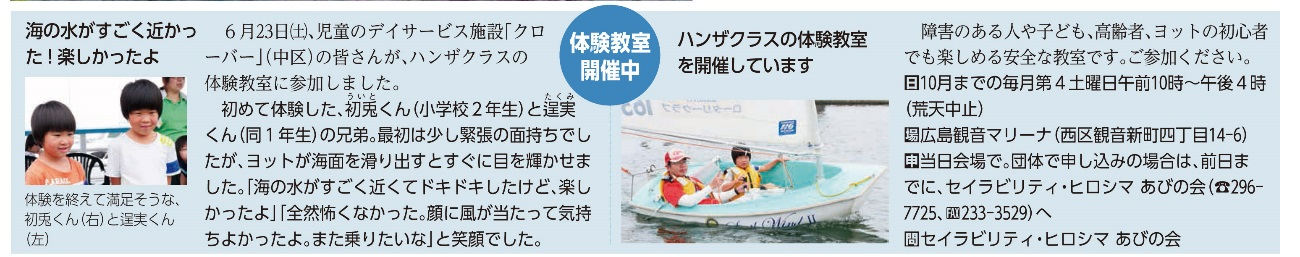 海の水がすごく近かっ
た！楽しかったよ
体験を終えて満足そうな、
初兎くん(右)と逞実くん
(左)
6月23日㈯、児童のデイサービス施設「クロ
ーバー」(中区)の皆さんが、ハンザクラスの
体験教室に参加しました。
初めて体験した、初兎くん(小学校２年生)と逞実
ういと たくみ
くん(同１年生)の兄弟。最初は少し緊張の面持ちでし
たが、ヨットが海面を滑り出すとすぐに目を輝かせま
した。「海の水がすごく近くてドキドキしたけど、楽し
かったよ」「全然怖くなかった。顔に風が当たって気持
ちよかったよ。また乗りたいな」と笑顔でした。
体験教室
開催中
ハンザクラスの体験教室
を開催しています
障害のある人や子ども、高齢者、ヨットの初心者
でも楽しめる安全な教室です。ご参加ください。
日10月までの毎月第４土曜日午前10時～午後４時
(荒天中止)
場広島観音マリーナ(西区観音新町四丁目14-6)
申当日会場で。団体で申し込みの場合は、前日ま
でに、セイラビリティ・ヒロシマ あびの会(☎296-
7725、233-3529)へ
問セイラビリティ・ヒロシマ あびの会